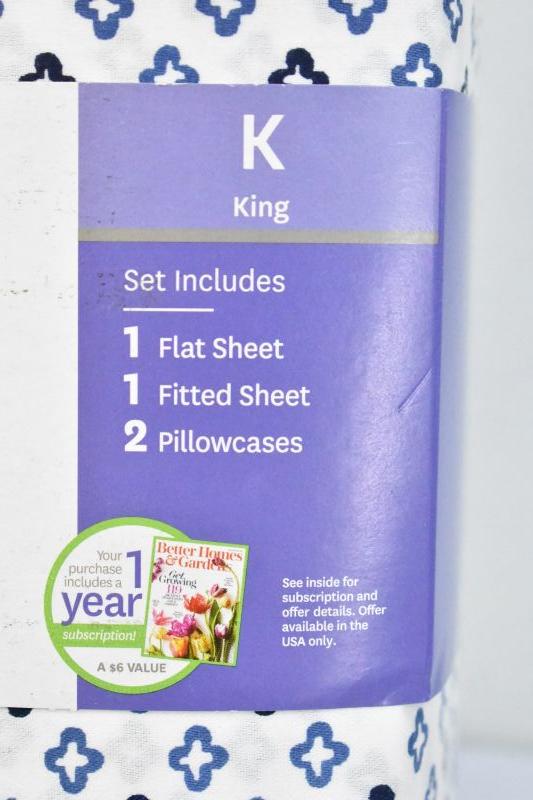 K
King
Set Includes
1 Flat Sheet
1 Fitted Sheet
2 Pillowcases
Your
purchase
includes a
1
year
subscription!
A $6 VALUE
Better Homes
& Gardens
Get
Growing
119
See inside for
subscription and
offer details. Offer
available in the
USA only.